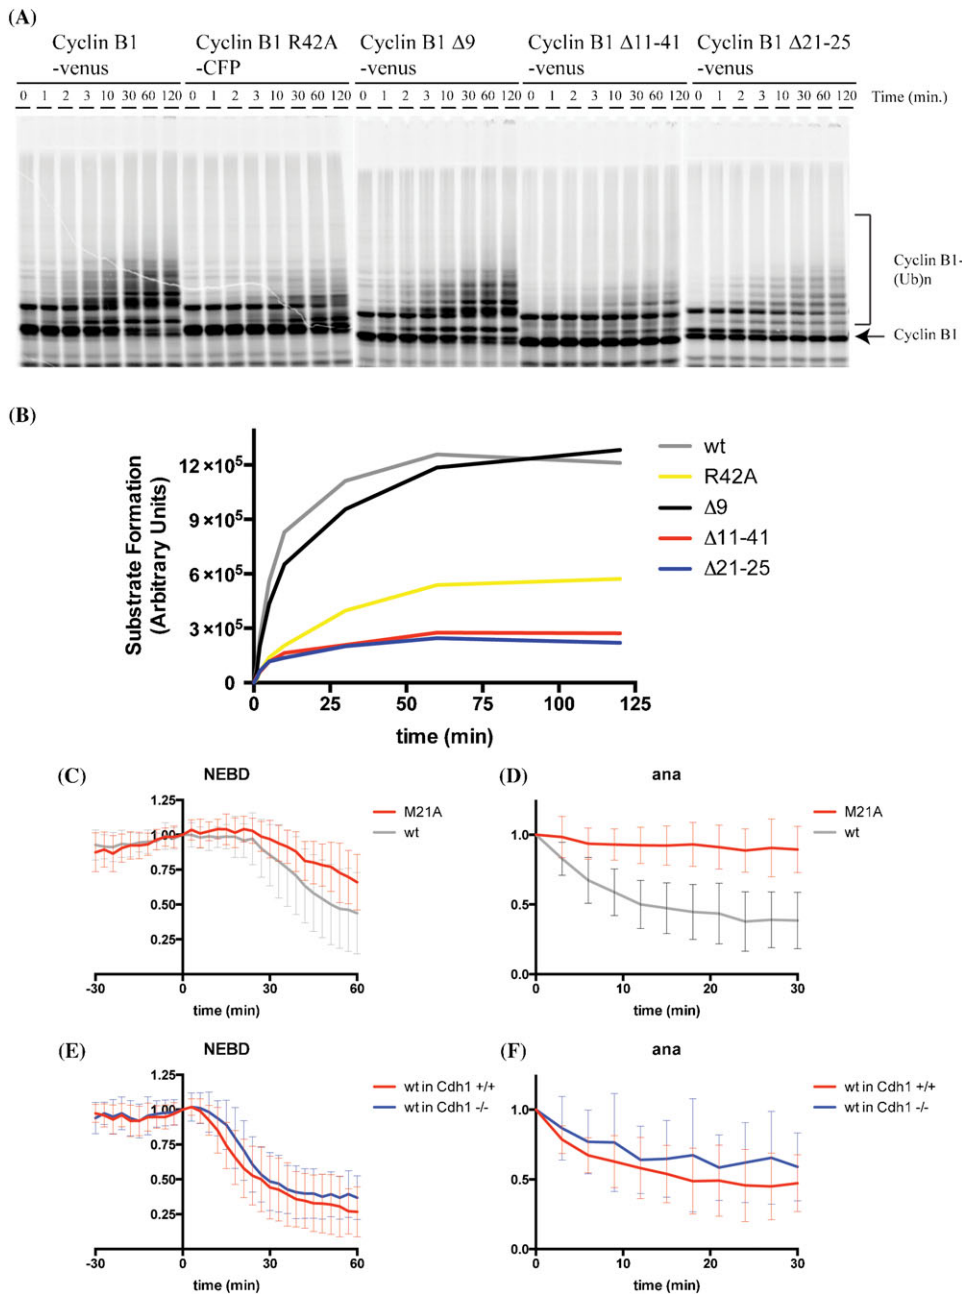 (A)
Cyclin B1 Cyclin B1 R42A Cyclin B1 Δ9 Cyclin B1 Δ11-41 Cyclin B1 Δ21-25
-venus -CFP -venus -venus -venus
0 1 2 3 10 30 60 120 0 1 2 3 10 30 60 120 0 1 2 3 10 30 60 120 0 1 2 3 10 30 60 120 0 1 2 3 10 30 60 120 Time (min.)
Cyclin B1-
(Ub)n
Cyclin B1
(B)
Substrate Formation
(Arbitrary Units)
12×10⁵
9×10⁵
6×10⁵
3×10⁵
0
0 25 50 75 100 125
time (min)
wt
R42A
Δ9
Δ11-41
Δ21-25
(C) NEBD
1.25
1.00
0.75
0.50
0.25
-30 0 30 60
time (min)
M21A
wt
(D) ana
1.0
0.5
0.0
0 10 20 30
time (min)
M21A
wt
(E) NEBD
1.25
1.00
0.75
0.50
0.25
-30 0 30 60
time (min)
wt in Cdh1 +/+
wt in Cdh1 -/-
(F) ana
1.0
0.5
0.0
0 10 20 30
time (min)
wt in Cdh1 +/+
wt in Cdh1 -/-